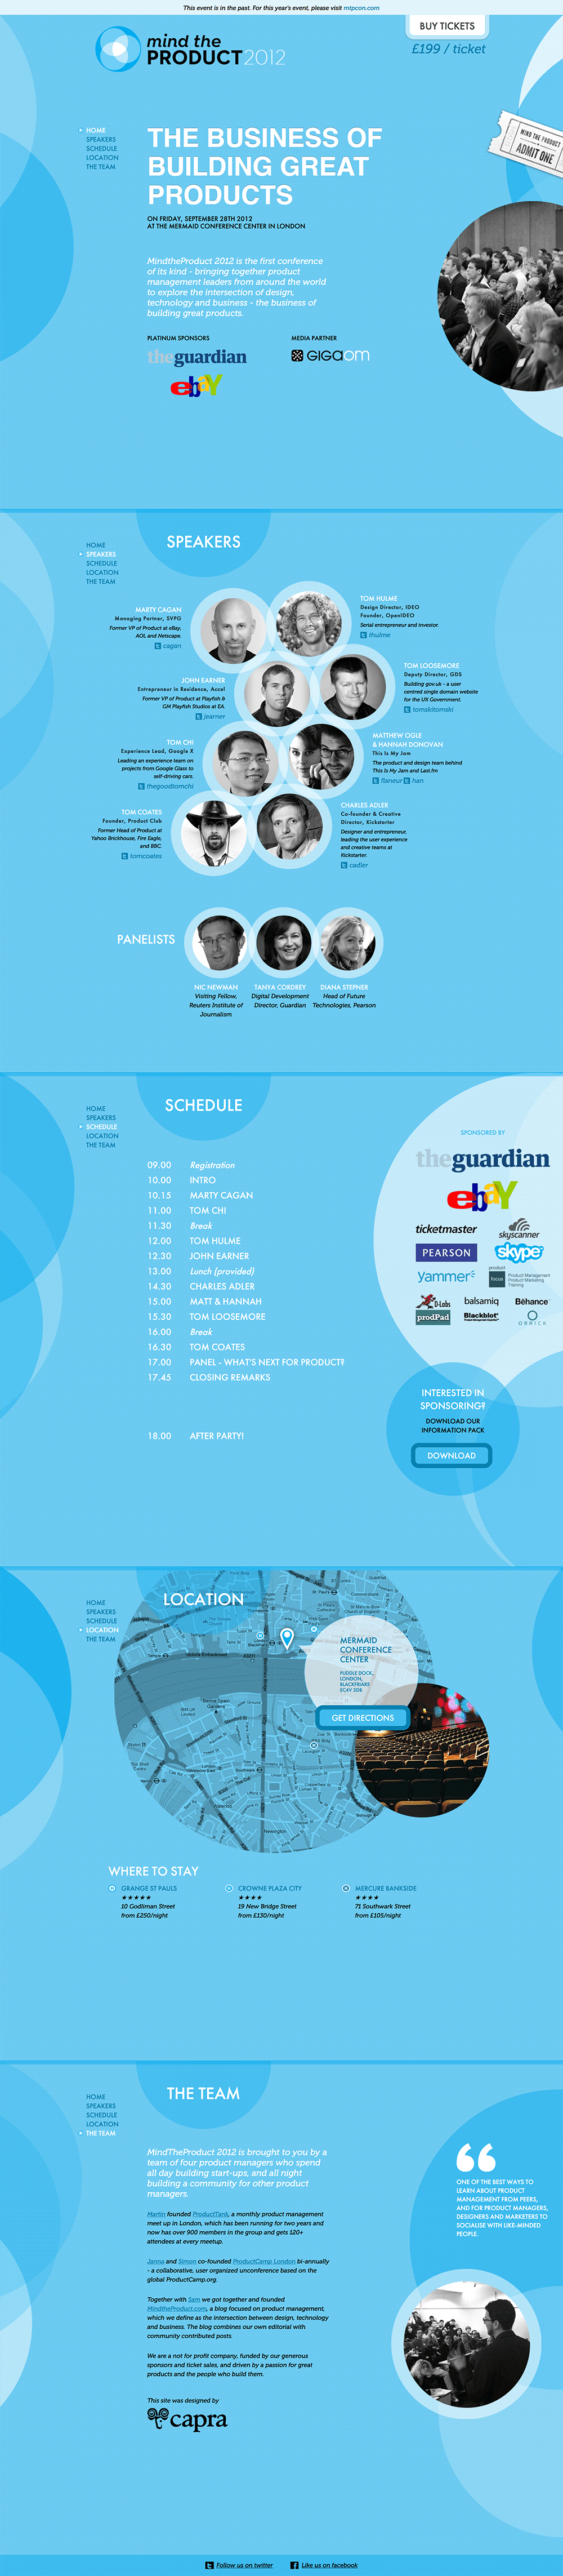 This event is in the past. For this year's event, please visit mtpcon.com
mind the
PRODUCT2012
BUY TICKETS
£199 / ticket
HOME
SPEAKERS
SCHEDULE
LOCATION
THE TEAM
MIND THE PRODUCT
ADMIT ONE
THE BUSINESS OF
BUILDING GREAT
PRODUCTS
ON FRIDAY, SEPTEMBER 28TH 2012
AT THE MERMAID CONFERENCE CENTER IN LONDON
MindtheProduct 2012 is the first conference
of its kind - bringing together product
management leaders from around the world
to explore the intersection of design,
technology and business - the business of
building great products.
PLATINUM SPONSORS
theguardian
ebaY
MEDIA PARTNER
GIGAOM
HOME
SPEAKERS
SCHEDULE
LOCATION
THE TEAM
SPEAKERS
MARTY CAGAN
Managing Partner, SVPG
Former VP of Product at eBay,
AOL and Netscape.
cagan
TOM HULME
Design Director, IDEO
Founder, OpenIDEO
Serial entrepreneur and investor.
thulme
JOHN EARNER
Entrepreneur in Residence, Accel
Former VP of Product at Playfish &
GM Playfish Studios at EA.
jearner
TOM LOOSEMORE
Deputy Director, GDS
Building gov.uk - a user
centred single domain website
for the UX Government.
tomskitomski
TOM CHI
Experience Lead, Google X
Leading an experience team on
projects from Google Glass to
self-driving cars.
thegoodtomchi
MATTHEW OGLE
& HANNAH DONOVAN
This Is My Jam
The product and design team behind
This Is My Jam and Last.fm
flaneur han
TOM COATES
Founder, Product Club
Former Head of Product at
Yahoo Brickhouse, Fire Eagle,
and BBC.
tomcoates
CHARLES ADLER
Co-founder & Creative
Director, Kickstarter
Designer and entrepreneur,
leading the user experience
and creative teams at
Kickstarter.
cadler
PANELISTS
NIC NEWMAN
Visiting Fellow,
Reuters Institute of
Journalism
TANYA CORDREY
Digital Development
Director, Guardian
DIANA STEPNER
Head of Future
Technologies, Pearson
HOME
SPEAKERS
SCHEDULE
LOCATION
THE TEAM
SCHEDULE
09.00 Registration
10.00 INTRO
10.15 MARTY CAGAN
11.00 TOM CHI
11.30 Break
12.00 TOM HULME
12.30 JOHN EARNER
13.00 Lunch (provided)
14.30 CHARLES ADLER
15.00 MATT & HANNAH
15.30 TOM LOOSEMORE
16.00 Break
16.30 TOM COATES
17.00 PANEL - WHAT'S NEXT FOR PRODUCT?
17.45 CLOSING REMARKS
18.00 AFTER PARTY!
SPONSORED BY
theguardian
ebaY
ticketmaster
skyscanner
PEARSON
skype
yammer
product
focus
Product Management
Product Marketing
Training
D-Labs
balsamiq
Bēhance
prodPad
Blackblot
ORRICK
INTERESTED IN
SPONSORING?
DOWNLOAD OUR
INFORMATION PACK
DOWNLOAD
HOME
SPEAKERS
SCHEDULE
LOCATION
THE TEAM
LOCATION
Temple
Victoria Embankment
Waterloo
Newington
MERMAID
CONFERENCE
CENTER
PUDDLE DOCK,
LONDON,
BLACKFRIARS
EC4V 3DB
GET DIRECTIONS
WHERE TO STAY
GRANGE ST PAULS
★★★★★
10 Godliman Street
from £250/night
CROWNE PLAZA CITY
★★★★
19 New Bridge Street
from £130/night
MERCURE BANKSIDE
★★★★
71 Southwark Street
from £105/night
HOME
SPEAKERS
SCHEDULE
LOCATION
THE TEAM
THE TEAM
MindTheProduct 2012 is brought to you by a
team of four product managers who spend
all day building start-ups, and all night
building a community for other product
managers.
Martin founded ProductTank, a monthly product management
meet up in London, which has been running for two years and
now has over 900 members in the group and gets 120+
attendees at every meetup.
Janna and Simon co-founded ProductCamp London bi-annually
- a collaborative, user organized unconference based on the
global ProductCamp.org.
Together with Sam we got together and founded
MindtheProduct.com, a blog focused on product management,
which we define as the intersection between design, technology
and business. The blog combines our own editorial with
community contributed posts.
We are a not for profit company, funded by our generous
sponsors and ticket sales, and driven by a passion for great
products and the people who build them.
This site was designed by
capra
ONE OF THE BEST WAYS TO
LEARN ABOUT PRODUCT
MANAGEMENT FROM PEERS,
AND FOR PRODUCT MANAGERS,
DESIGNERS AND MARKETERS TO
SOCIALISE WITH LIKE-MINDED
PEOPLE.
Follow us on twitter
Like us on facebook